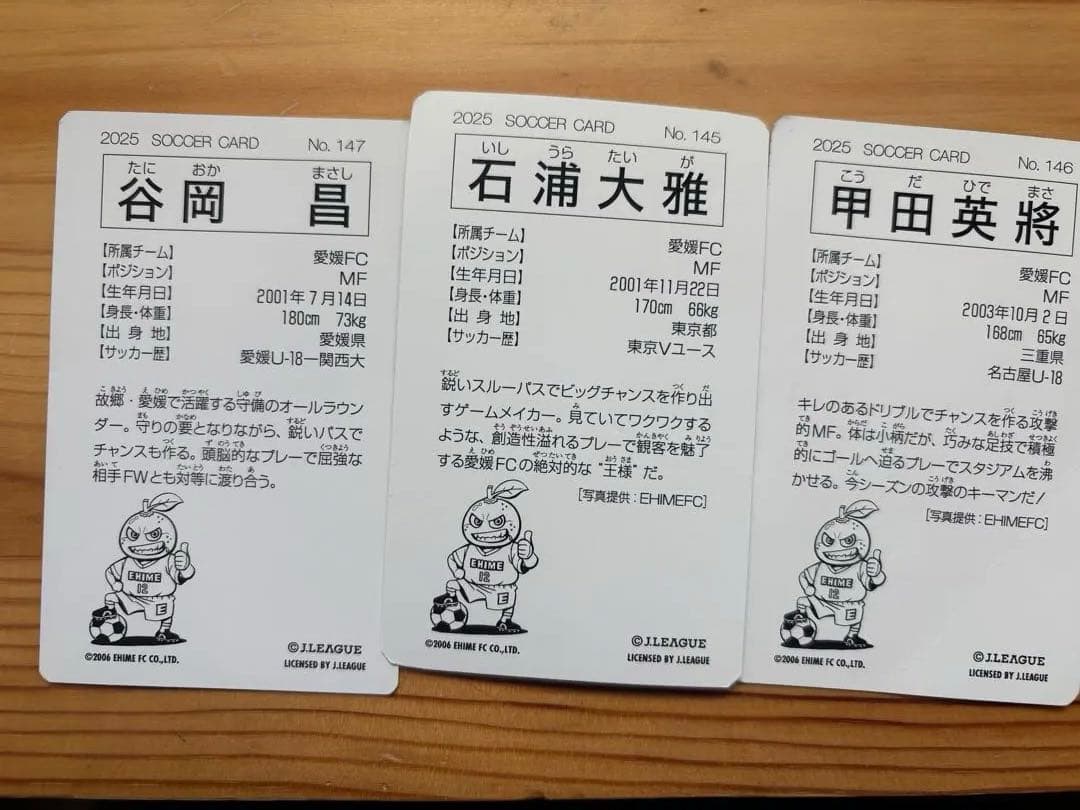 2025 SOCCER CARD No. 147
たに おか まさし
谷岡 昌
【所属チーム】 愛媛FC
【ポジション】 MF
【生年月日】 2001年7月14日
【身長・体重】 180cm 73kg
【出身地】 愛媛県
【サッカー歴】 愛媛U-18ー関西大
故郷・愛媛で活躍する守備のオールラウン
ダー。守りの要となりながら、鋭いパスで
チャンスも作る。頭脳的なプレーで屈強な
相手FWとも対等に渡り合う。
EHIME
12
E
©2006 EHIME FC CO.,LTD.
©J.LEAGUE
LICENSED BY J.LEAGUE
2025 SOCCER CARD No. 145
いし うら たい が
石浦大雅
【所属チーム】 愛媛FC
【ポジション】 MF
【生年月日】 2001年11月22日
【身長・体重】 170cm 66kg
【出身地】 東京都
【サッカー歴】 東京Vユース
鋭いスルーパスでビッグチャンスを作り出
すゲームメイカー。見ていてワクワクする
ような、創造性溢れるプレーで観客を魅了
する愛媛FCの絶対的な“王様”だ。
［写真提供：EHIMEFC］
EHIME
12
E
©2006 EHIME FC CO.,LTD.
©J.LEAGUE
LICENSED BY J.LEAGUE
2025 SOCCER CARD No. 146
こう だ ひで まさ
甲田英將
【所属チーム】 愛媛FC
【ポジション】 MF
【生年月日】 2003年10月2日
【身長・体重】 168cm 65kg
【出身地】 三重県
【サッカー歴】 名古屋U-18
キレのあるドリブルでチャンスを作る攻撃
的MF。体は小柄だが、巧みな足技で積極
的にゴールへ迫るプレーでスタジアムを沸
かせる。今シーズンの攻撃のキーマンだ！
［写真提供：EHIMEFC］
EHIME
12
E
©2006 EHIME FC CO.,LTD.
©J.LEAGUE
LICENSED BY J.LEAGUE